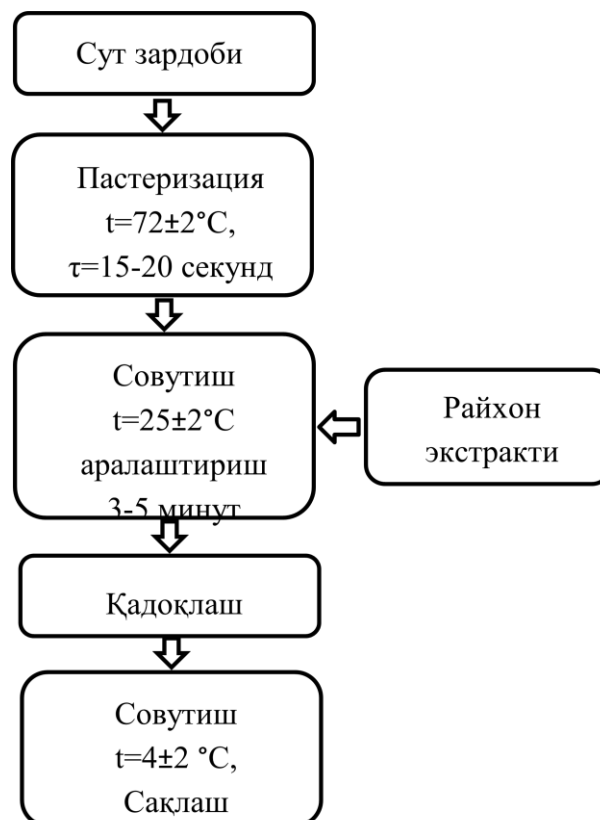 Сут зардоби
Пастеризация
t=72±2°C,
τ=15-20 секунд
Совутиш
t=25±2°C
аралаштириш
3-5 минут
Райхон
экстракти
Қадоқлаш
Совутиш
t=4±2 °C,
Сақлаш